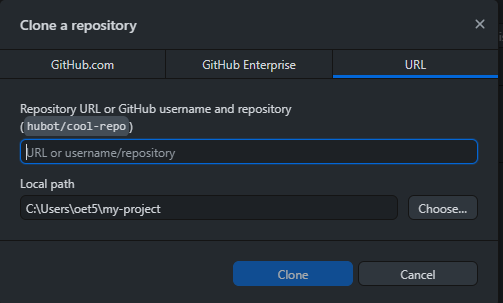 Clone a repository
GitHub.com
GitHub Enterprise
URL
Repository URL or GitHub username and repository
(hubot/cool-repo)
URL or username/repository
Local path
C:\Users\oet5\my-project
Choose...
Clone
Cancel